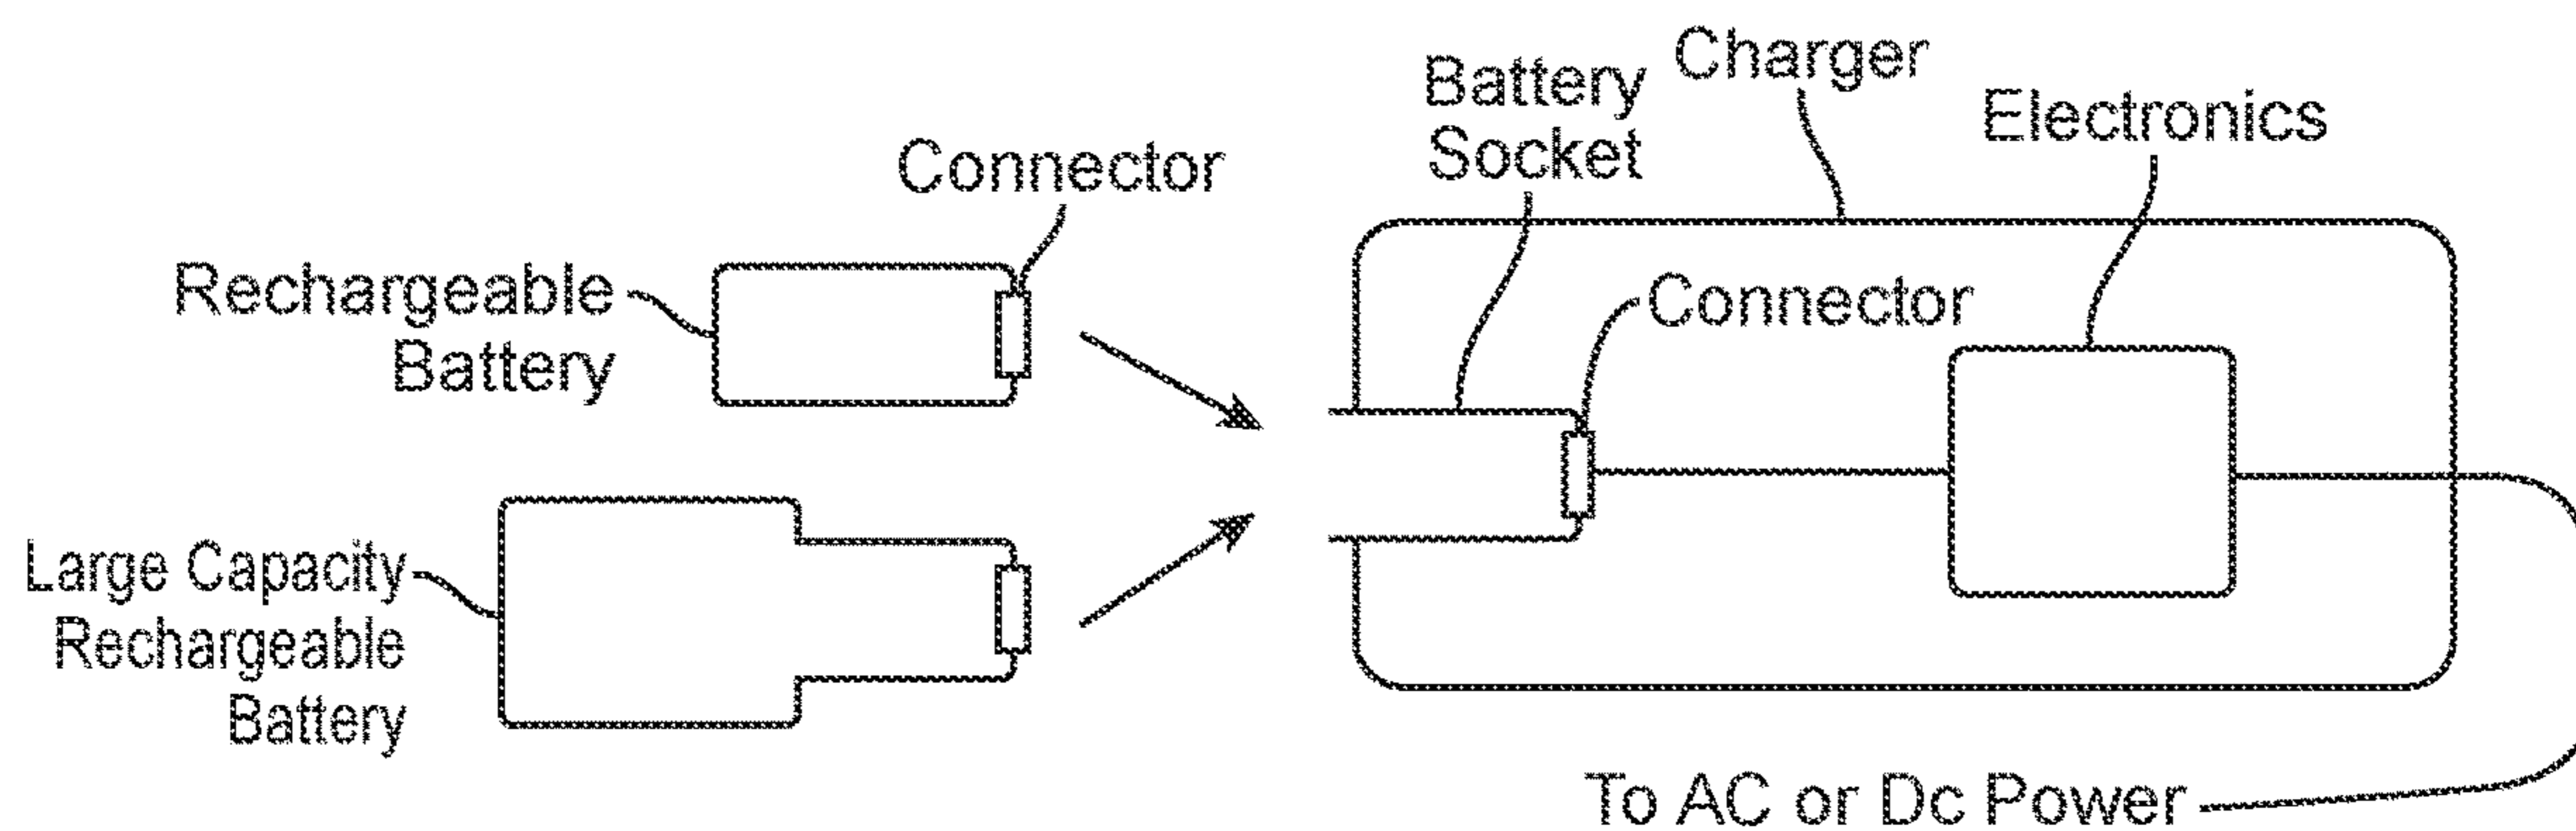 Rechargeable
Battery
Connector
Large Capacity
Rechargeable
Battery
Battery
Socket
Charger
Electronics
Connector
To AC or Dc Power